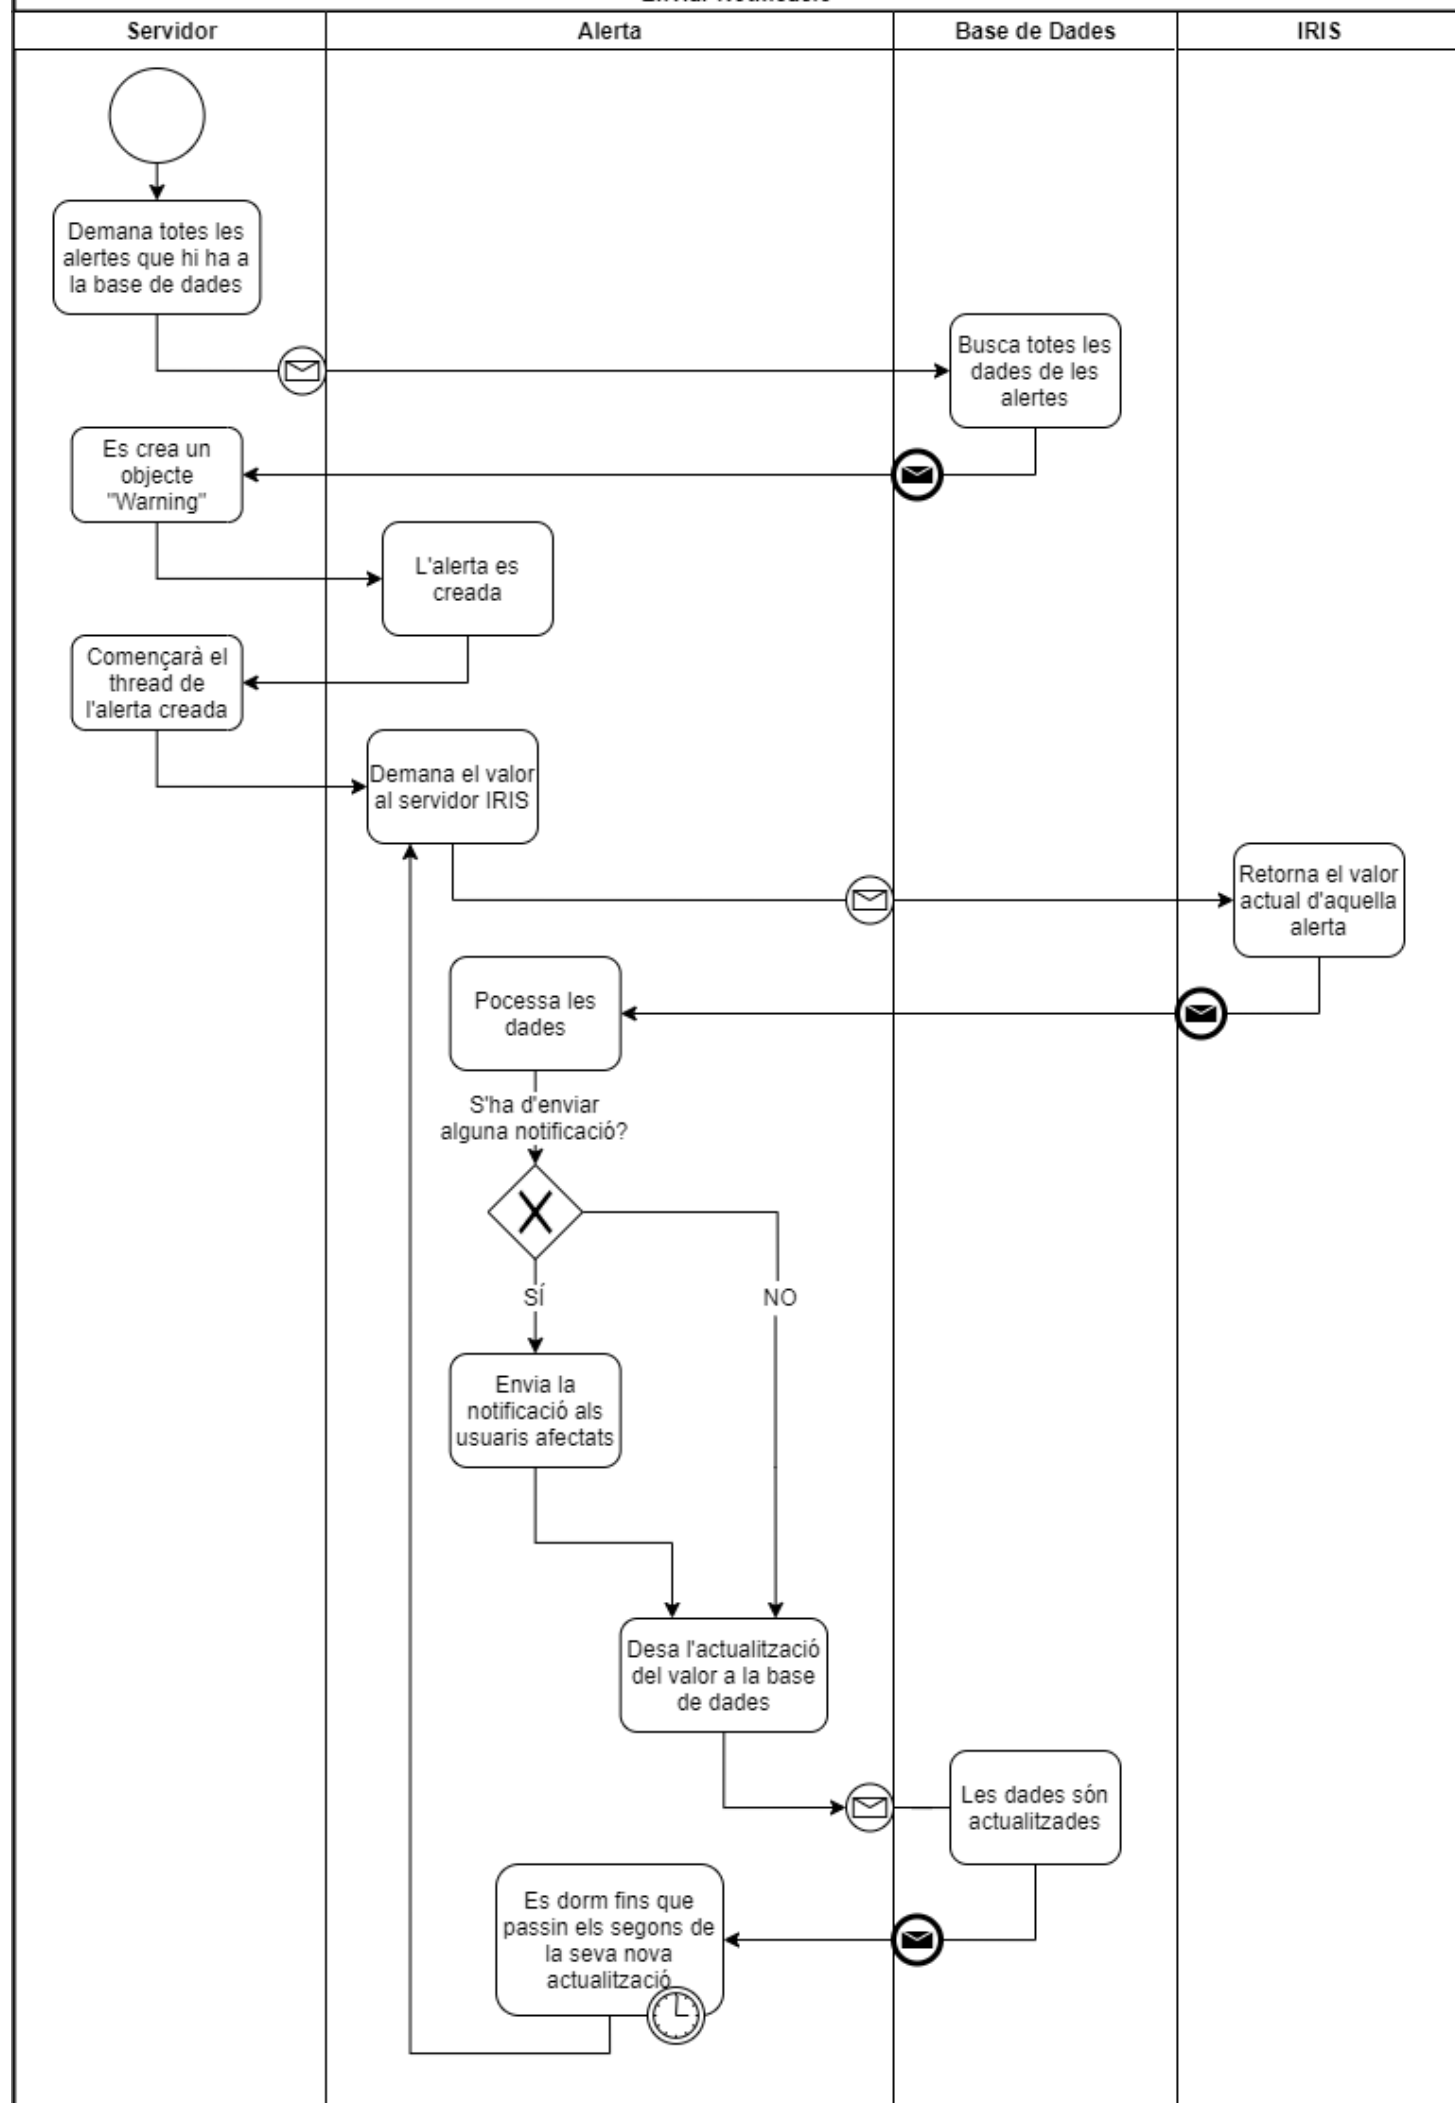 Servidor
Alerta
Base de Dades
IRIS
Demana totes les
alertes que hi ha a
la base de dades
Busca totes les
dades de les
alertes
Es crea un
objecte
"Warning"
L'alerta es
creada
Començarà el
thread de
l'alerta creada
Demana el valor
al servidor IRIS
Retorna el valor
actual d'aquella
alerta
Pocessa les
dades
S'ha d'enviar
alguna notificació?
SÍ
NO
Envia la
notificació als
usuaris afectats
Desa l'actualització
del valor a la base
de dades
Les dades són
actualitzades
Es dorm fins que
passin els segons de
la seva nova
actualització